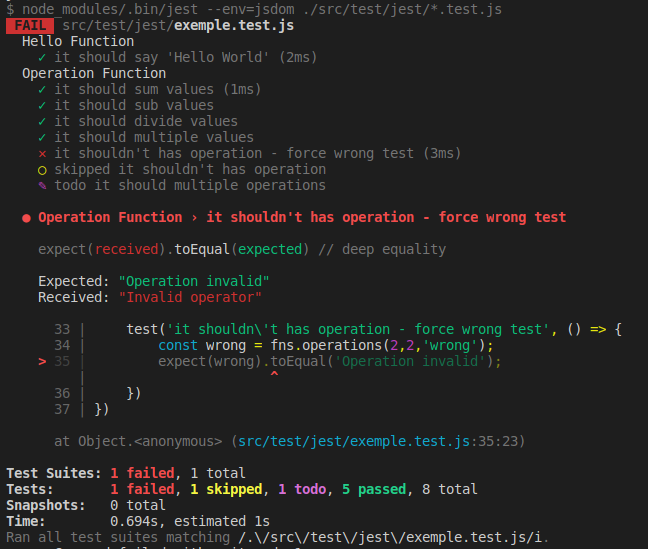 $ node_modules/.bin/jest --env=jsdom ./src/test/jest/*.test.js
FAIL src/test/jest/exemple.test.js
Hello Function
✓ it should say 'Hello World' (2ms)
Operation Function
✓ it should sum values (1ms)
✓ it should sub values
✓ it should divide values
✓ it should multiple values
✕ it shouldn't has operation - force wrong test (3ms)
○ skipped it shouldn't has operation
✎ todo it should multiple operations
● Operation Function › it shouldn't has operation - force wrong test
expect(received).toEqual(expected) // deep equality
Expected: "Operation invalid"
Received: "Invalid operator"
33 |     test('it shouldn\'t has operation - force wrong test', () => {
34 |         const wrong = fns.operations(2,2,'wrong');
> 35 |         expect(wrong).toEqual('Operation invalid');
|                       ^
36 |     })
37 | })
at Object.<anonymous> (src/test/jest/exemple.test.js:35:23)
Test Suites: 1 failed, 1 total
Tests:       1 failed, 1 skipped, 1 todo, 5 passed, 8 total
Snapshots:   0 total
Time:        0.694s, estimated 1s
Ran all test suites matching /.\/src\/test\/jest\/exemple.test.js/i.